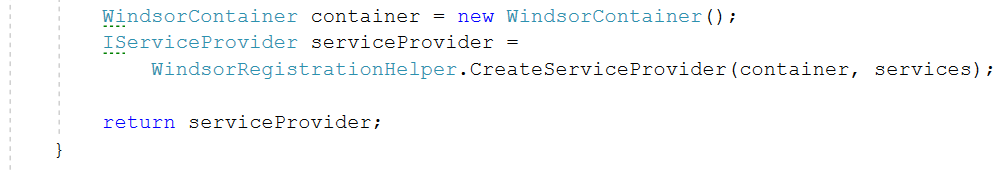 WindsorContainer container = new WindsorContainer();
IServiceProvider serviceProvider =
WindsorRegistrationHelper.CreateServiceProvider(container, services);
return serviceProvider;
}